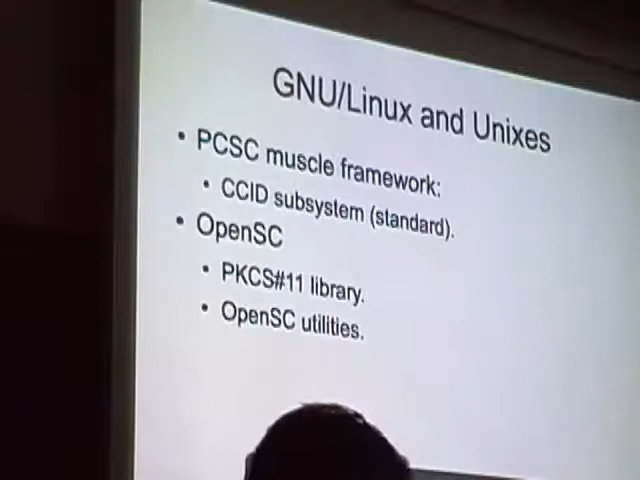 GNU/Linux and Unixes
• PCSC muscle framework:
• CCID subsystem (standard).
• OpenSC
• PKCS#11 library.
• OpenSC utilities.